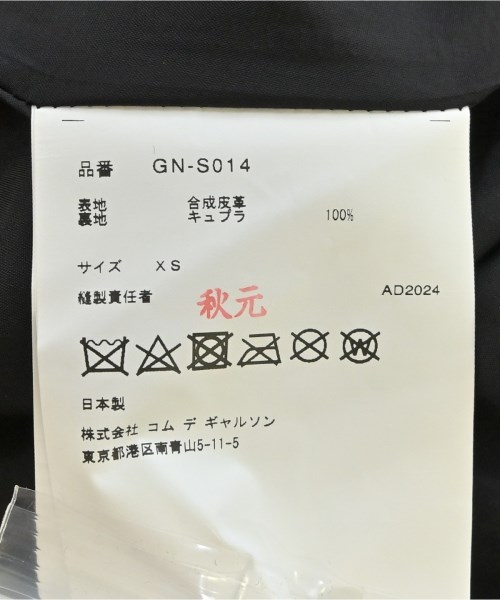 品番 GN-S014
表地 合成皮革
裏地 キュプラ 100%
サイズ XS
縫製責任者 秋元 AD2024
日本製
株式会社 コム デ ギャルソン
東京都港区南青山5-11-5